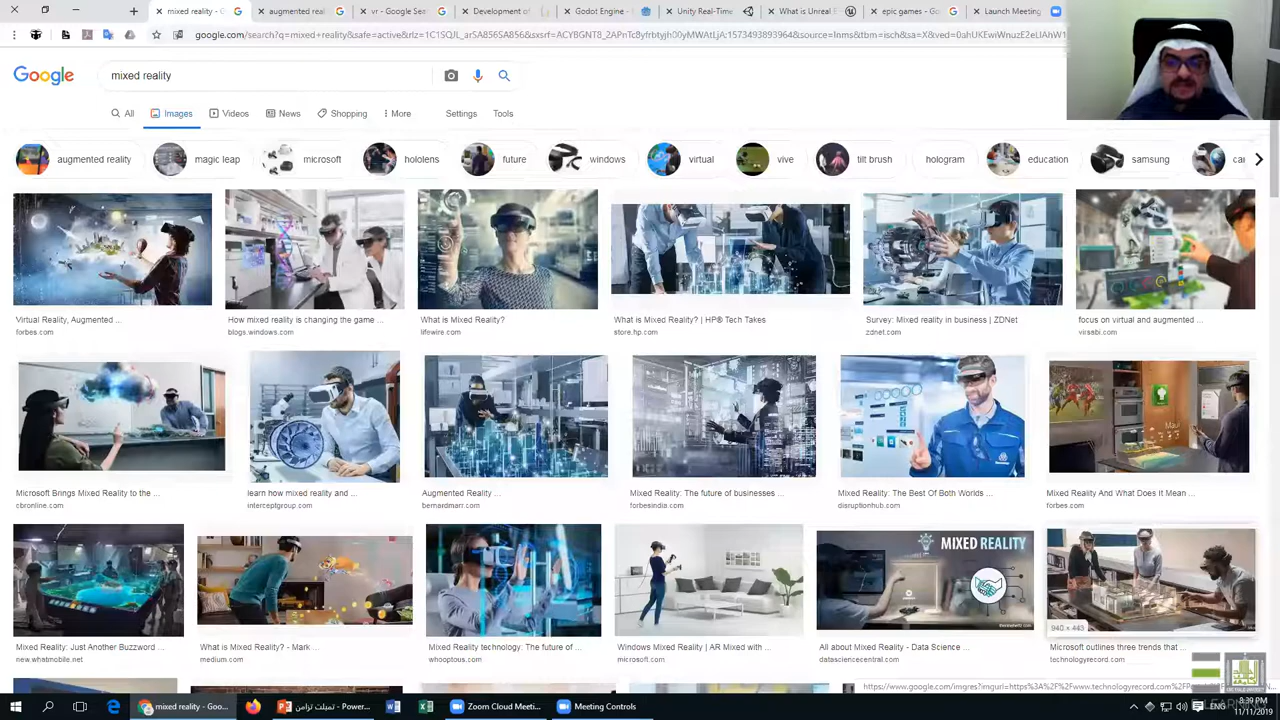 mixed reality - Goo
augmented real
vr - Google Sea
Development of
Godot Engine -
Unity Real-Time
What is Unreal E
epic games - Go
Launch Meeting
google.com/search?q=mixed+reality&safe=active&rlz=
Google
mixed reality
All
Images
Videos
News
Shopping
More
Settings
Tools
augmented reality
magic leap
microsoft
hololens
future
windows
virtual
vive
tilt brush
hologram
education
samsung
Virtual Reality, Augmented ...
forbes.com
How mixed reality is changing the game ...
blogs.windows.com
What is Mixed Reality?
lifewire.com
What is Mixed Reality? | HP® Tech Takes
store.hp.com
Survey: Mixed reality in business | ZDNet
zdnet.com
focus on virtual and augmented ...
virsabi.com
Microsoft Brings Mixed Reality to the ...
cbronline.com
learn how mixed reality and ...
interceptgroup.com
Augmented Reality ...
bernardmarr.com
Mixed Reality: The future of businesses ...
forbesindia.com
Mixed Reality: The Best Of Both Worlds ...
disruptionhub.com
Mixed Reality And What Does It Mean ...
forbes.com
MIXED REALITY
940 × 443
Mixed Reality: Just Another Buzzword ...
new.whatmobile.net
What is Mixed Reality? - Mark ...
medium.com
Mixed Reality technology: The future of ...
whooptous.com
Windows Mixed Reality | AR Mixed with ...
microsoft.com
All about Mixed Reality - Data Science ...
datasciencecentral.com
Microsoft outlines three trends that ...
technologyrecord.com
mixed reality - Goo...
تمیلت تزامن - Powe...
Zoom Cloud Meeti...
Meeting Controls
ENG
8:39 PM
11/11/2019